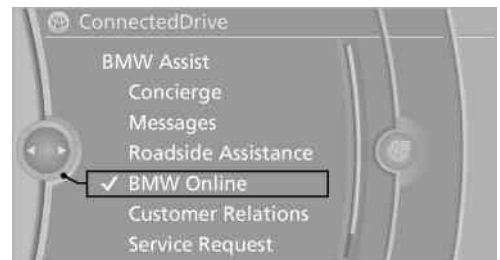 ConnectedDrive
BMW Assist
Concierge
Messages
Roadside Assistance
✓ BMW Online
Customer Relations
Service Request